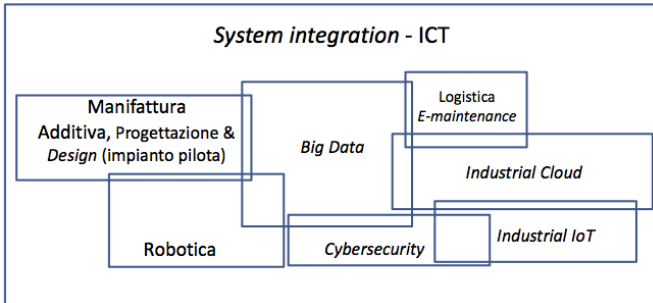 System integration - ICT
Manifattura
Additiva, Progettazione &
Design (impianto pilota)
Big Data
Logistica
E-maintenance
Industrial Cloud
Robotica
Cybersecurity
Industrial IoT